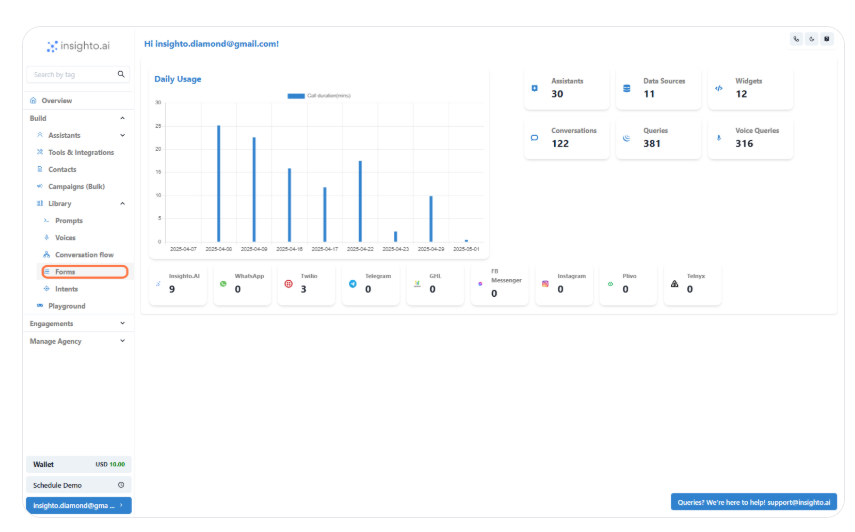 insighto.ai
Hi insighto.diamond@gmail.com!
Search by tag
Overview
Build
Assistants
Tools & Integrations
Contacts
Campaigns (Bulk)
Library
Prompts
Voices
Conversation flow
Forms
Intents
Playground
Engagements
Manage Agency
Wallet USD 10.00
Schedule Demo
insighto.diamond@gma ...
Daily Usage
Call duration(mins)
30
25
20
15
10
5
0
2025-04-07 2025-04-08 2025-04-09 2025-04-16 2025-04-17 2025-04-22 2025-04-23 2025-04-29 2025-05-01
Assistants
30
Data Sources
11
Widgets
12
Conversations
122
Queries
381
Voice Queries
316
Insighto.AI
9
WhatsApp
0
Twilio
3
Telegram
0
GHL
0
FB
Messenger
0
Instagram
0
Plivo
0
Telnyx
0
Queries? We're here to help! support@insighto.ai